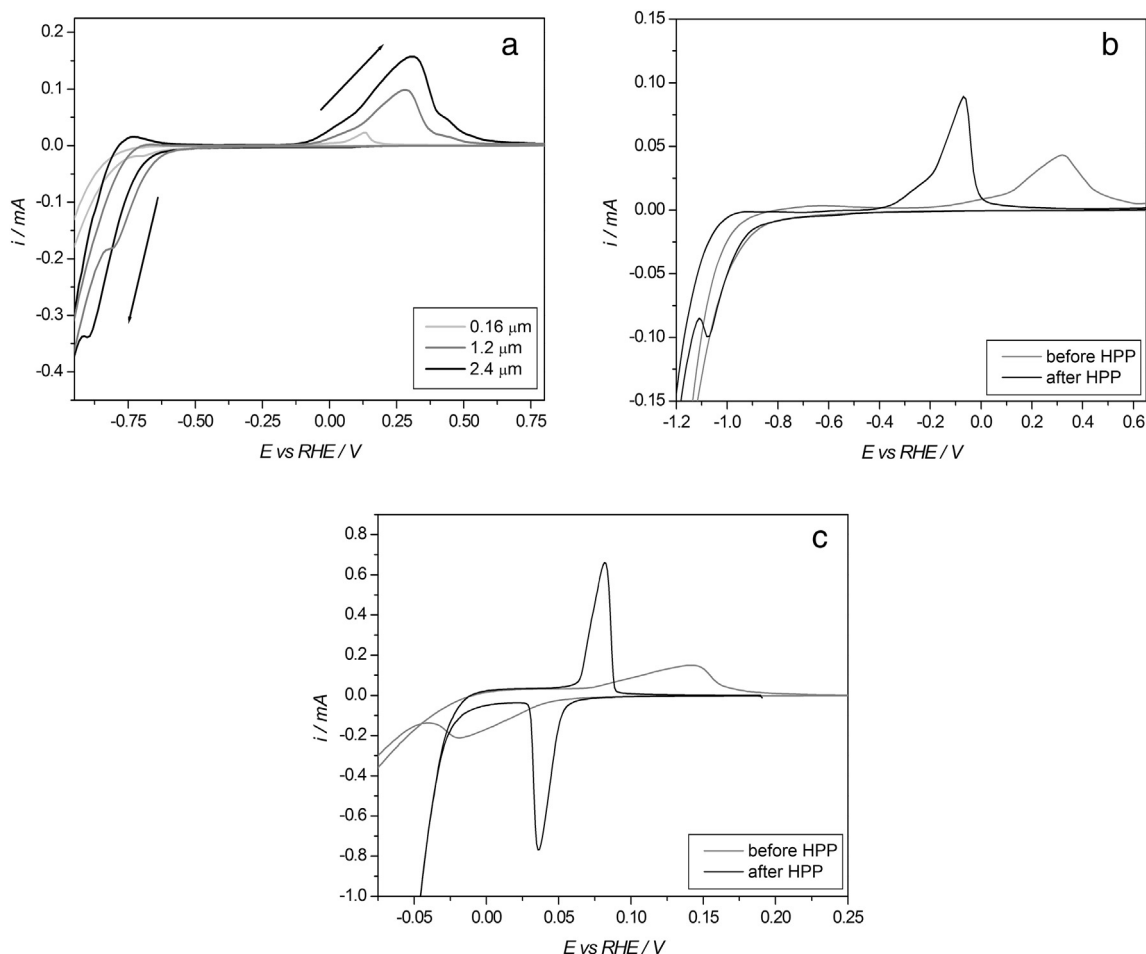 a
0.2
0.1
0.0
-0.1
-0.2
-0.3
-0.4
i / mA
0.16 μm
1.2 μm
2.4 μm
-0.75 -0.50 -0.25 0.00 0.25 0.50 0.75
E vs RHE / V
b
0.15
0.10
0.05
0.00
-0.05
-0.10
-0.15
i / mA
before HPP
after HPP
-1.2 -1.0 -0.8 -0.6 -0.4 -0.2 0.0 0.2 0.4 0.6
E vs RHE / V
c
0.8
0.6
0.4
0.2
0.0
-0.2
-0.4
-0.6
-0.8
-1.0
i / mA
before HPP
after HPP
-0.05 0.00 0.05 0.10 0.15 0.20 0.25
E vs RHE / V